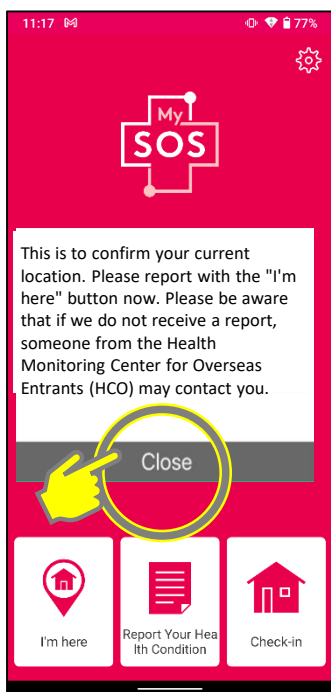 11:17 77%
My
SOS
This is to confirm your current
location. Please report with the "I'm
here" button now. Please be aware
that if we do not receive a report,
someone from the Health
Monitoring Center for Overseas
Entrants (HCO) may contact you.
Close
I'm here
Report Your Hea
lth Condition
Check-in